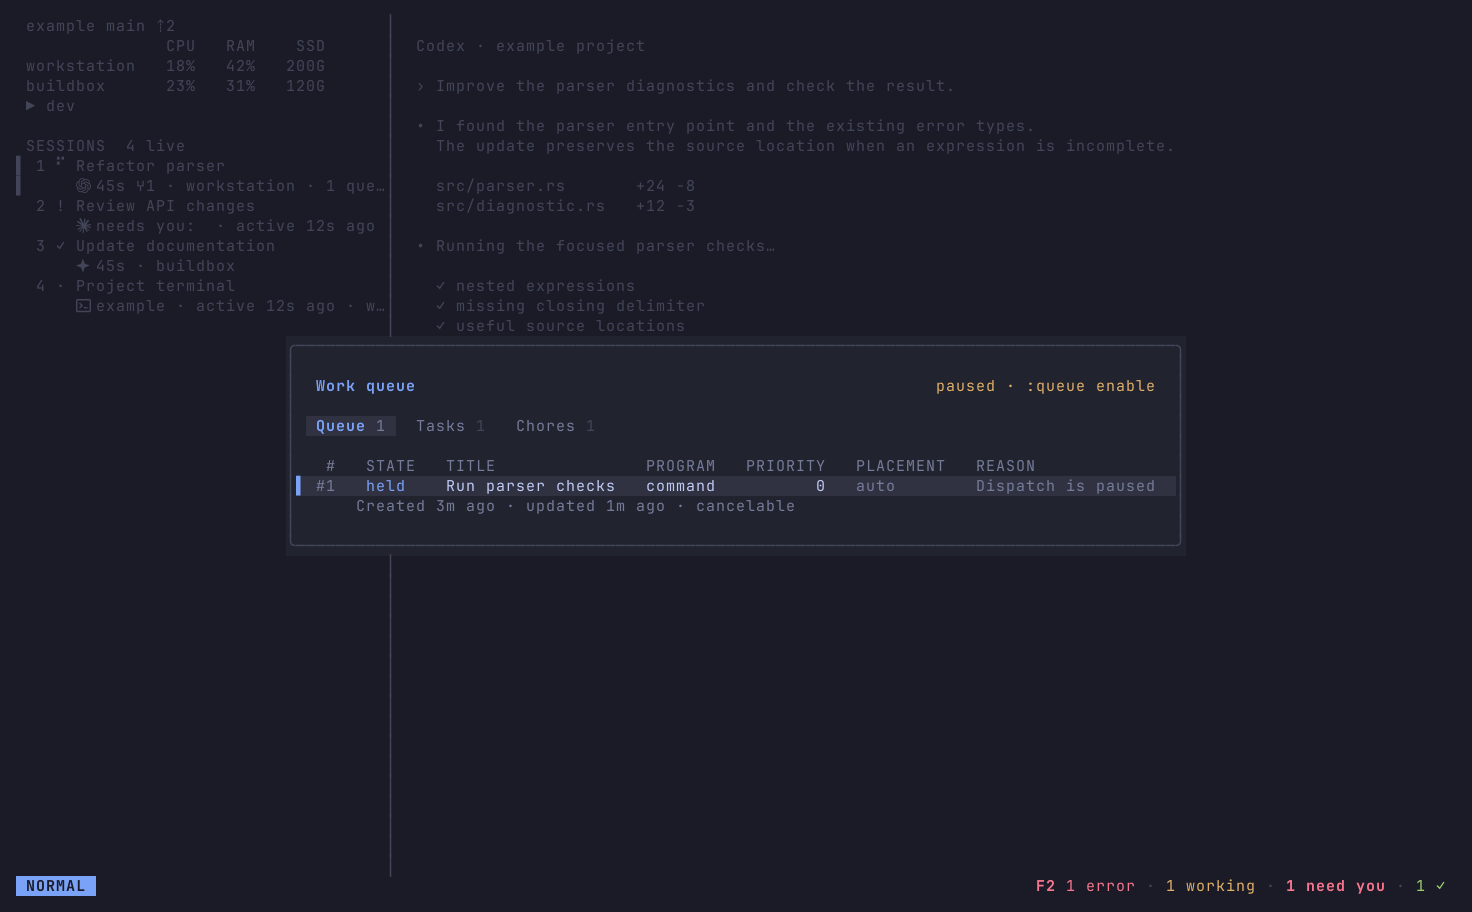 example main ↑2
CPU RAM SSD
workstation 18% 42% 200G
buildbox 23% 31% 120G
▶ dev
SESSIONS 4 live
1 Refactor parser
45s 1 · workstation · 1 que…
2 ! Review API changes
needs you: · active 12s ago
3 ✓ Update documentation
45s · buildbox
4 · Project terminal
example · active 12s ago · w…
Codex · example project
› Improve the parser diagnostics and check the result.
• I found the parser entry point and the existing error types.
The update preserves the source location when an expression is incomplete.
src/parser.rs +24 -8
src/diagnostic.rs +12 -3
• Running the focused parser checks…
✓ nested expressions
✓ missing closing delimiter
✓ useful source locations
Work queue paused · :queue enable
Queue 1 Tasks 1 Chores 1
# STATE TITLE PROGRAM PRIORITY PLACEMENT REASON
#1 held Run parser checks command 0 auto Dispatch is paused
Created 3m ago · updated 1m ago · cancelable
NORMAL F2 1 error · 1 working · 1 need you · 1 ✓